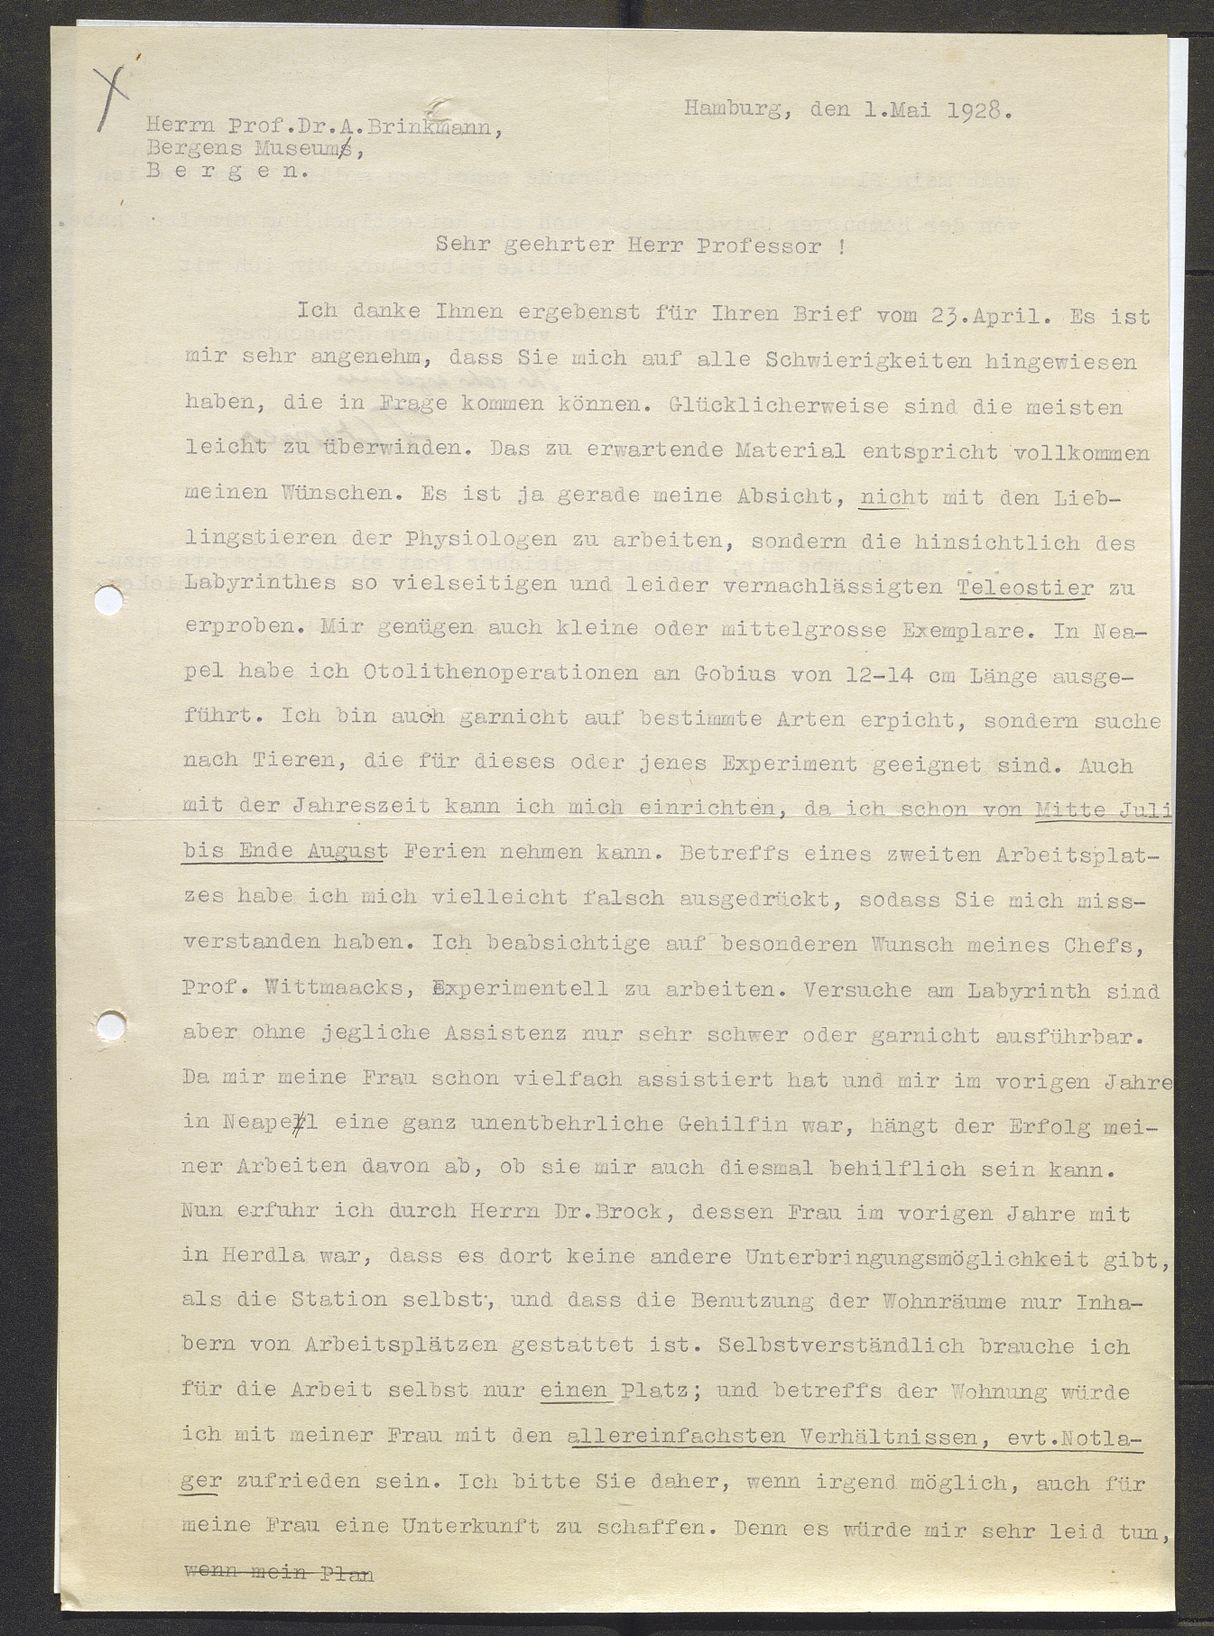 Hamburg, den 1.Mai 1928.
Herrn Prof.Dr.A.Brinkmann,
Bergens Museum,
B e r g e n.
Sehr geehrter Herr Professor !
Ich danke Ihnen ergebenst für Ihren Brief vom 23.April. Es ist
mir sehr angenehm, dass Sie mich auf alle Schwierigkeiten hingewiesen
haben, die in Frage kommen können. Glücklicherweise sind die meisten
leicht zu überwinden. Das zu erwartende Material entspricht vollkommen
meinen Wünschen. Es ist ja gerade meine Absicht, nicht mit den Lieb-
lingstieren der Physiologen zu arbeiten, sondern die hinsichtlich des
Labyrinthes so vielseitigen und leider vernachlässigten Teleostier zu
erproben. Mir genügen auch kleine oder mittelgrosse Exemplare. In Nea-
pel habe ich Otolithenoperationen an Gobius von 12-14 cm Länge ausge-
führt. Ich bin auch garnicht auf bestimmte Arten erpicht, sondern suche
nach Tieren, die für dieses oder jenes Experiment geeignet sind. Auch
mit der Jahreszeit kann ich mich einrichten, da ich schon von Mitte Juli
bis Ende August Ferien nehmen kann. Betreffs eines zweiten Arbeitsplat-
zes habe ich mich vielleicht falsch ausgedrückt, sodass Sie mich miss-
verstanden haben. Ich beabsichtige auf besonderen Wunsch meines Chefs,
Prof. Wittmaacks, Experimentell zu arbeiten. Versuche am Labyrinth sind
aber ohne jegliche Assistenz nur sehr schwer oder garnicht ausführbar.
Da mir meine Frau schon vielfach assistiert hat und mir im vorigen Jahre
in Neapel eine ganz unentbehrliche Gehilfin war, hängt der Erfolg mei-
ner Arbeiten davon ab, ob sie mir auch diesmal behilflich sein kann.
Nun erfuhr ich durch Herrn Dr.Brock, dessen Frau im vorigen Jahre mit
in Herdla war, dass es dort keine andere Unterbringungsmöglichkeit gibt,
als die Station selbst, und dass die Benutzung der Wohnräume nur Inha-
bern von Arbeitsplätzen gestattet ist. Selbstverständlich brauche ich
für die Arbeit selbst nur einen Platz; und betreffs der Wohnung würde
ich mit meiner Frau mit den allereinfachsten Verhältnissen, evt.Notla-
ger zufrieden sein. Ich bitte Sie daher, wenn irgend möglich, auch für
meine Frau eine Unterkunft zu schaffen. Denn es würde mir sehr leid tun,
wenn mein Plan